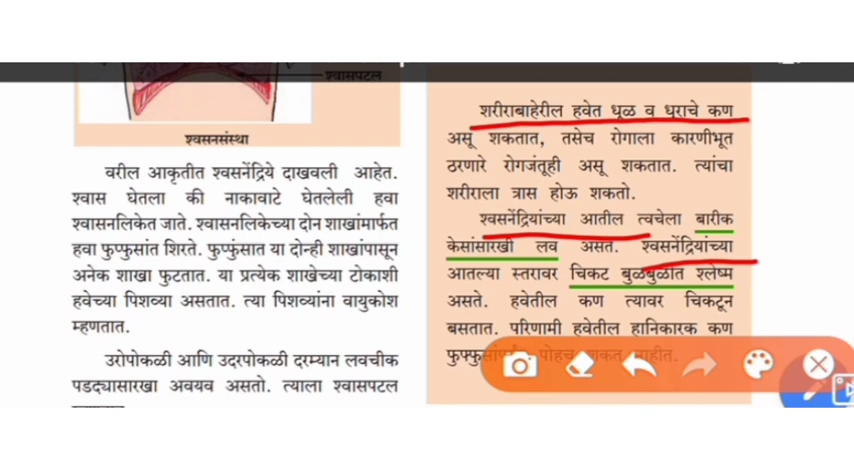 श्वासपटल
श्वसनसंस्था
वरील आकृतीत श्वसनेंद्रिये दाखवली आहेत.
श्वास घेतला की नाकावाटे घेतलेली हवा
श्वासनलिकेत जाते. श्वासनलिकेच्या दोन शाखांमार्फत
हवा फुप्फुसांत शिरते. फुप्फुंसात या दोन्ही शाखांपासून
अनेक शाखा फुटतात. या प्रत्येक शाखेच्या टोकाशी
हवेच्या पिशव्या असतात. त्या पिशव्यांना वायुकोश
म्हणतात.
उरोपोकळी आणि उदरपोकळी दरम्यान लवचीक
पडद्यासारखा अवयव असतो. त्याला श्वासपटल
शरीराबाहेरील हवेत धूळ व धूराचे कण
असू शकतात, तसेच रोगाला कारणीभूत
ठरणारे रोगजंतूही असू शकतात. त्यांचा
शरीराला त्रास होऊ शकतो.
श्वसनेंद्रियांच्या आतील त्वचेला बारीक
केसांसारखी लव असते. श्वसनेंद्रियांच्या
आतल्या स्तरावर चिकट बुळबुळीत श्लेष्म
असते. हवेतील कण त्यावर चिकटून
बसतात. परिणामी हवेतील हानिकारक कण